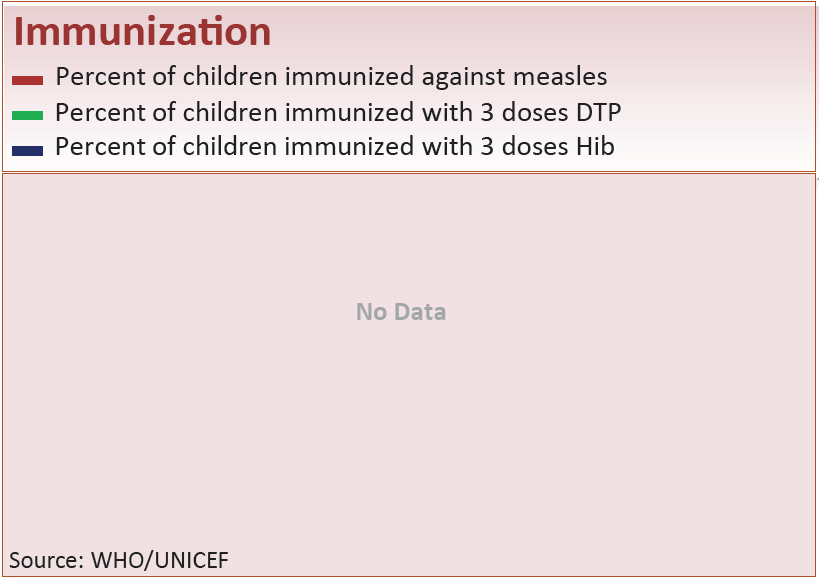 Immunization
Percent of children immunized against measles
Percent of children immunized with 3 doses DTP
Percent of children immunized with 3 doses Hib
No Data
Source: WHO/UNICEF